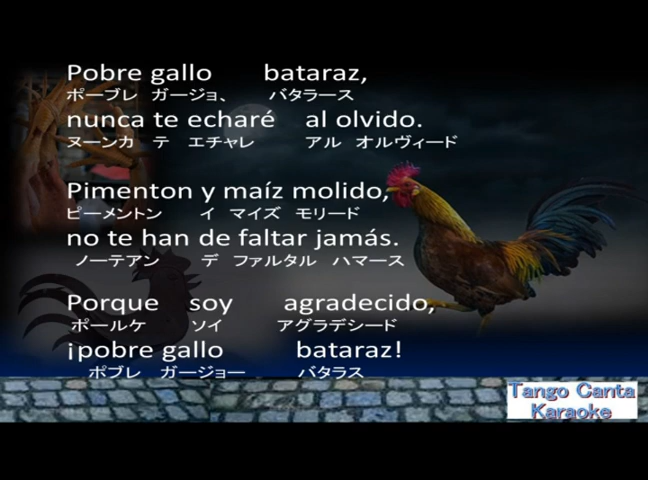 Pobre gallo bataraz,
ポーブレ ガージョ、 バタラース
nunca te echaré al olvido.
ヌーンカ テ エチャレ アル オルヴィード
Pimenton y maíz molido,
ピーメントン イ マイズ モリード
no te han de faltar jamás.
ノーテアン デ ファルタル ハマース
Porque soy agradecido,
ポールケ ソイ アグラデシード
¡pobre gallo bataraz!
ポブレ ガージョー バタラス
Tango Canta
Karaoke